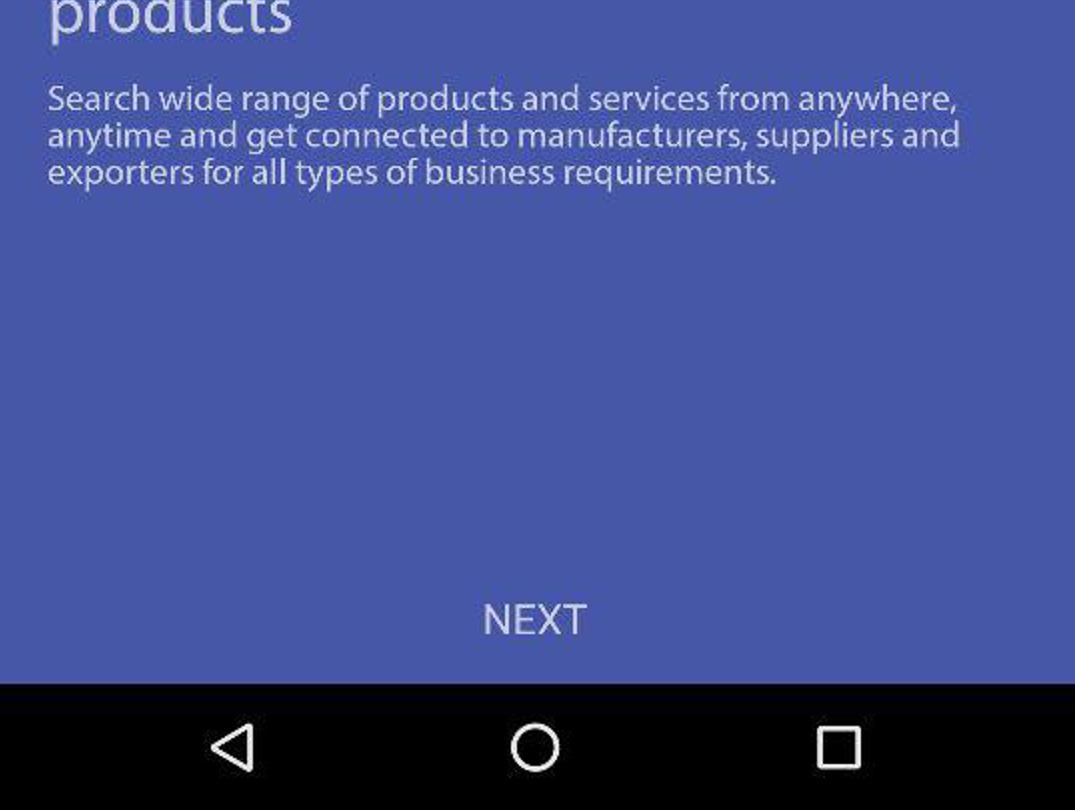 products
Search wide range of products and services from anywhere,
anytime and get connected to manufacturers, suppliers and
exporters for all types of business requirements.
NEXT